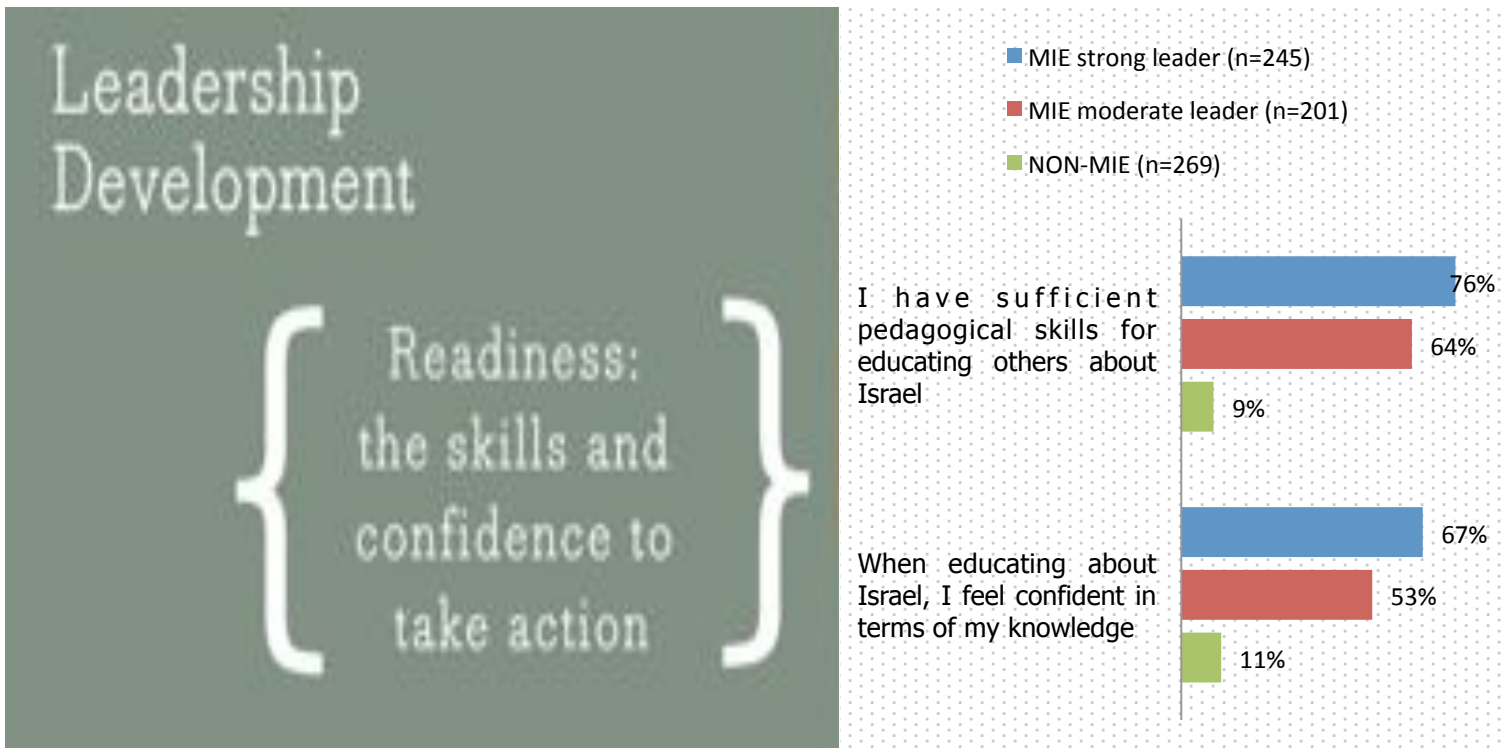 Leadership
Development
Readiness:
the skills and
confidence to
take action
MIE strong leader (n=245)
MIE moderate leader (n=201)
NON-MIE (n=269)
I have sufficient
pedagogical skills for
educating others about
Israel
76%
64%
9%
When educating about
Israel, I feel confident in
terms of my knowledge
67%
53%
11%